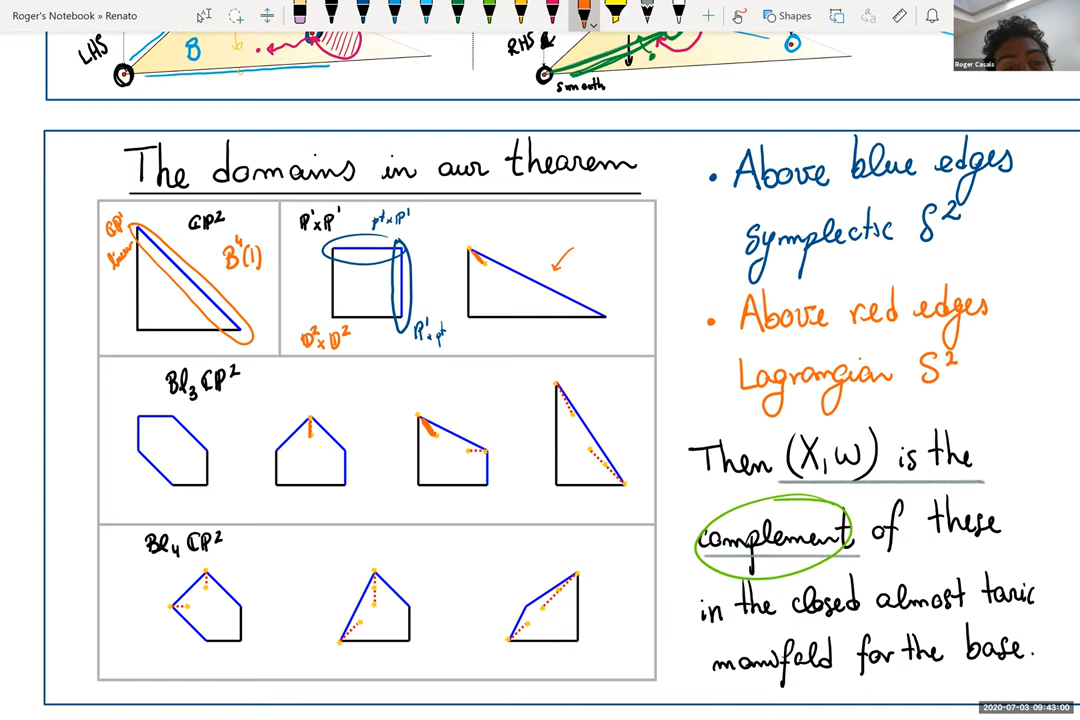 Roger's Notebook » Renato
Shapes
Roger Casals
LHS
B
RHS
smooth
The domains in our theorem
CP¹
linear
CP²
B⁴(1)
P¹×P¹
pt×P¹
D²×D²
P¹×pt
Bl₃ CP²
Bl₄ CP²
• Above blue edges
symplectic S²
• Above red edges
Lagrangian S²
Then (X,ω) is the
complement of these
in the closed almost toric
manifold for the base.
2020-07-03 09:43:00